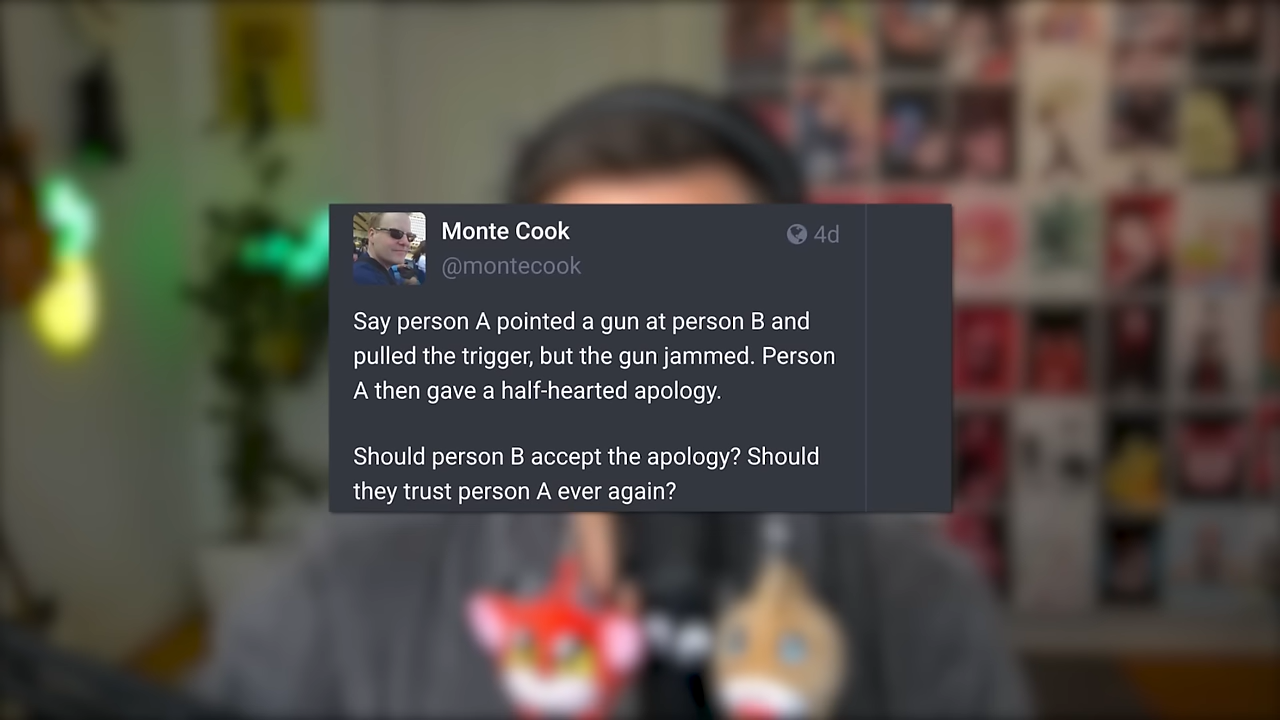 Monte Cook
4d
@montecook
Say person A pointed a gun at person B and
pulled the trigger, but the gun jammed. Person
A then gave a half-hearted apology.
Should person B accept the apology? Should
they trust person A ever again?